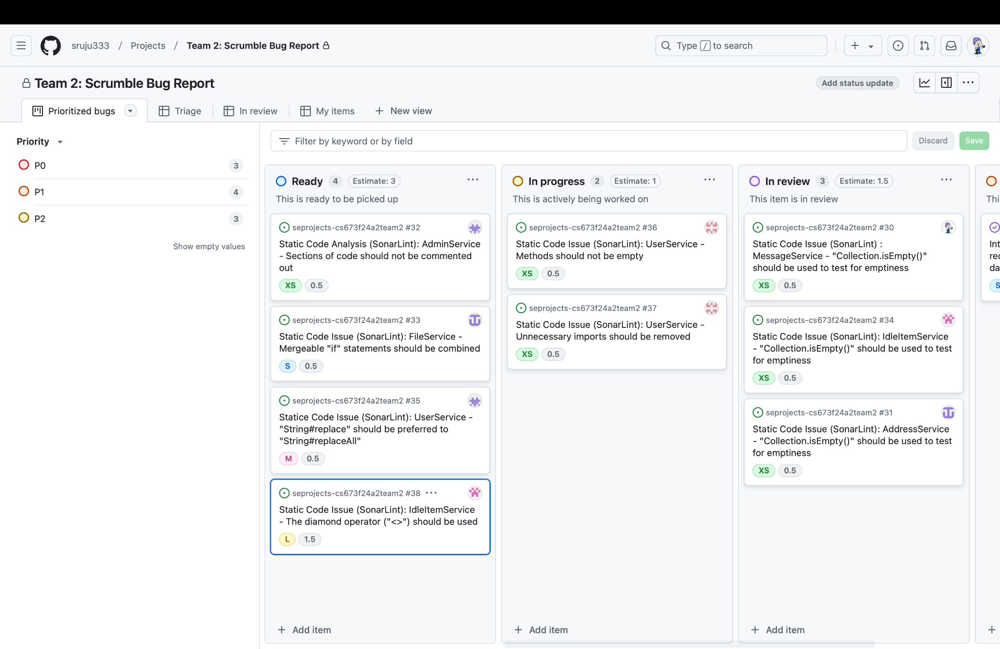 sruju333 / Projects / Team 2: Scrumble Bug Report
Type / to search
Team 2: Scrumble Bug Report
Add status update
Prioritized bugs
Triage
In review
My items
New view
Priority
P0 3
P1 4
P2 3
Show empty values
Filter by keyword or by field
Discard
Save
Ready 4 Estimate: 3
This is ready to be picked up
seprojects-cs673f24a2team2 #32
Static Code Analysis (SonarLint): AdminService
- Sections of code should not be commented
out
XS 0.5
seprojects-cs673f24a2team2 #33
Static Code Issue (SonarLint): FileService -
Mergeable "if" statements should be combined
S 0.5
seprojects-cs673f24a2team2 #35
Statice Code Issue (SonarLint): UserService -
"String#replace" should be preferred to
"String#replaceAll"
M 0.5
seprojects-cs673f24a2team2 #38
Static Code Issue (SonarLint): IdleItemService
- The diamond operator ("<>") should be used
L 1.5
Add item
In progress 2 Estimate: 1
This is actively being worked on
seprojects-cs673f24a2team2 #36
Static Code Issue (SonarLint): UserService -
Methods should not be empty
XS 0.5
seprojects-cs673f24a2team2 #37
Static Code Issue (SonarLint): UserService -
Unnecessary imports should be removed
XS 0.5
Add item
In review 3 Estimate: 1.5
This item is in review
seprojects-cs673f24a2team2 #30
Static Code Issue (SonarLint) :
MessageService - "Collection.isEmpty()"
should be used to test for emptiness
XS 0.5
seprojects-cs673f24a2team2 #34
Static Code Issue (SonarLint): IdleItemService
- "Collection.isEmpty()" should be used to test
for emptiness
XS 0.5
seprojects-cs673f24a2team2 #31
Static Code Issue (SonarLint): AddressService
- "Collection.isEmpty()" should be used to test
for emptiness
XS 0.5
Add item